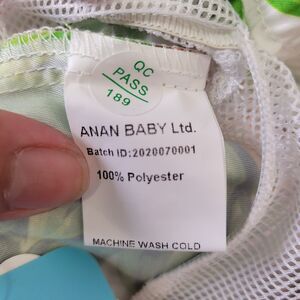 QC
PASS
189
ANAN BABY Ltd.
Batch ID:2020070001
100% Polyester
MACHINE WASH COLD